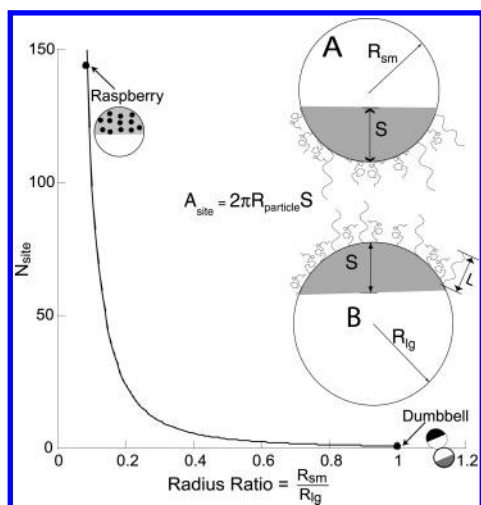 150
100
50
0
N_site
0
0.2
0.4
0.6
0.8
1
1.2
Radius Ratio = R_sm/R_lg
Raspberry
A_site = 2πR_particleS
A
R_sm
S
S
L
B
R_lg
Dumbbell